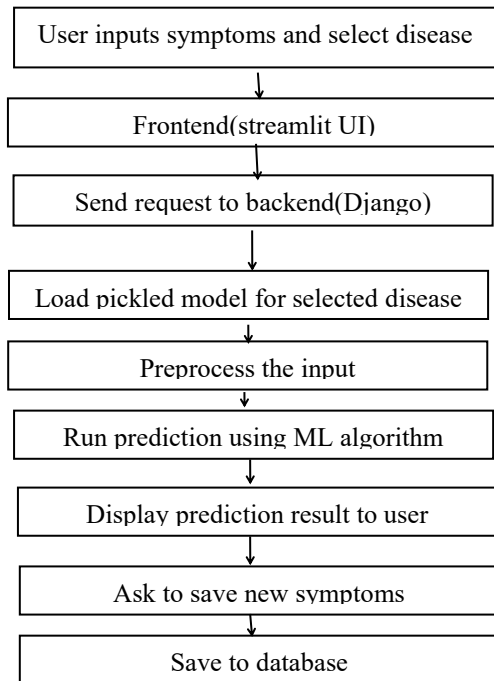 User inputs symptoms and select disease
Frontend(streamlit UI)
Send request to backend(Django)
Load pickled model for selected disease
Preprocess the input
Run prediction using ML algorithm
Display prediction result to user
Ask to save new symptoms
Save to database